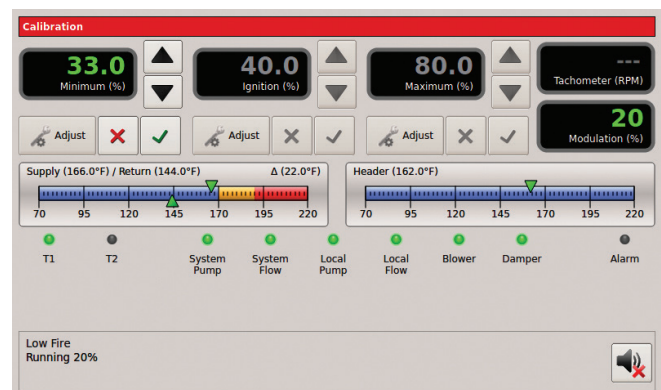 Calibration
33.0
Minimum (%)
40.0
Ignition (%)
80.0
Maximum (%)
---
Tachometer (RPM)
Adjust
Adjust
Adjust
20
Modulation (%)
Supply (166.0°F) / Return (144.0°F) Δ (22.0°F)
70 95 120 145 170 195 220
Header (162.0°F)
70 95 120 145 170 195 220
T1
T2
System Pump
System Flow
Local Pump
Local Flow
Blower
Damper
Alarm
Low Fire
Running 20%